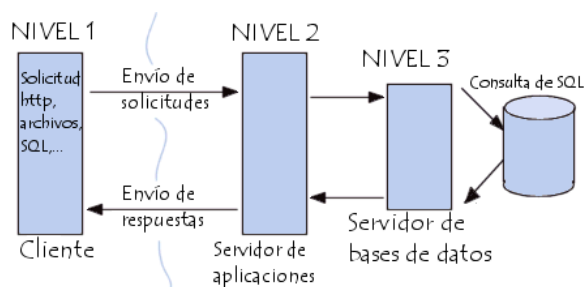 NIVEL 1
Solicitud
http,
archivos,
SQL,...
Cliente
Envío de
solicitudes
Envío de
respuestas
NIVEL 2
Servidor de
aplicaciones
NIVEL 3
Servidor de
bases de datos
Consulta de SQL